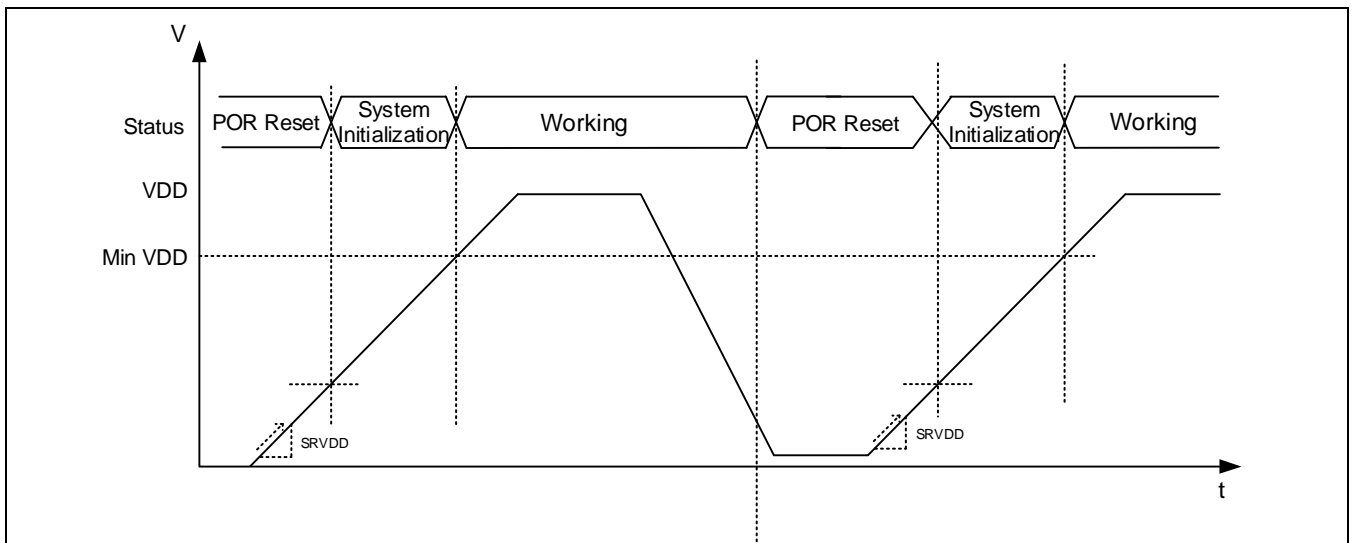 V
Status
POR Reset
System
Initialization
Working
POR Reset
System
Initialization
Working
VDD
Min VDD
SRVDD
SRVDD
t